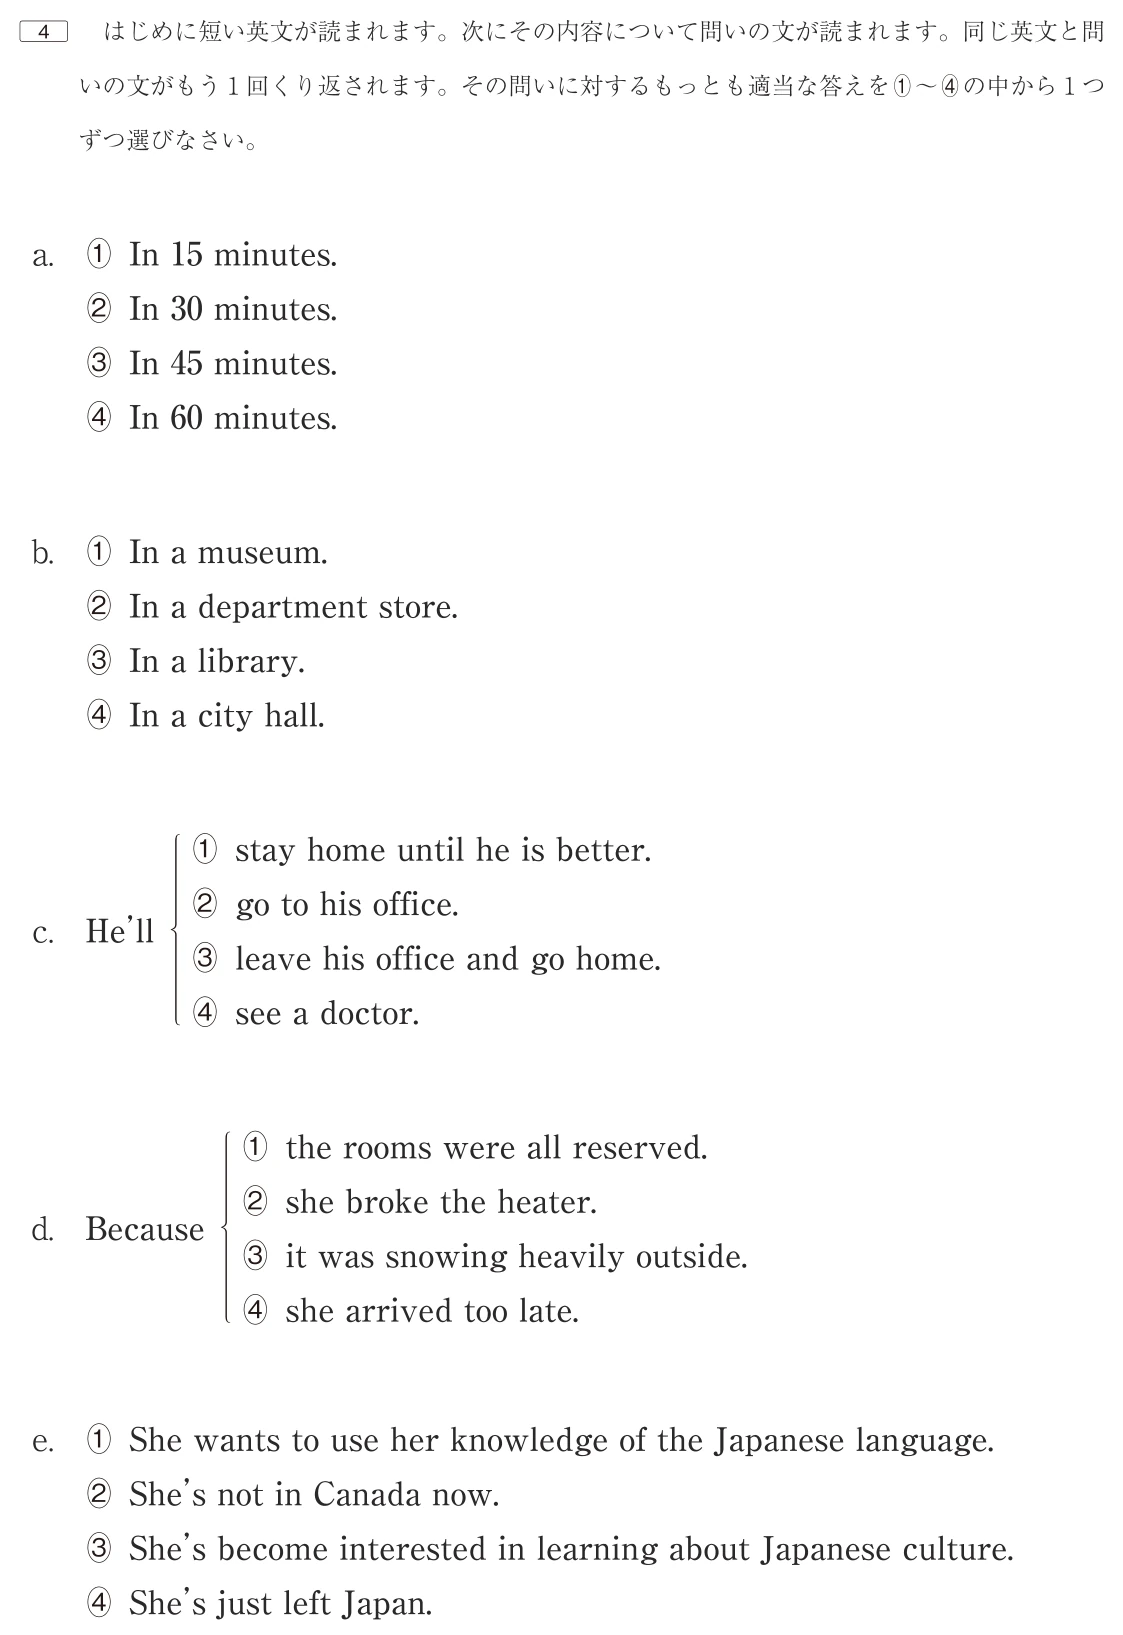 4 はじめに短い英文が読まれます。次にその内容について問いの文が読まれます。同じ英文と問
いの文がもう１回くり返されます。その問いに対するもっとも適当な答えを①～④の中から１つ
ずつ選びなさい。
a. ① In 15 minutes.
② In 30 minutes.
③ In 45 minutes.
④ In 60 minutes.
b. ① In a museum.
② In a department store.
③ In a library.
④ In a city hall.
c. He’ll
① stay home until he is better.
② go to his office.
③ leave his office and go home.
④ see a doctor.
d. Because
① the rooms were all reserved.
② she broke the heater.
③ it was snowing heavily outside.
④ she arrived too late.
e. ① She wants to use her knowledge of the Japanese language.
② She’s not in Canada now.
③ She’s become interested in learning about Japanese culture.
④ She’s just left Japan.